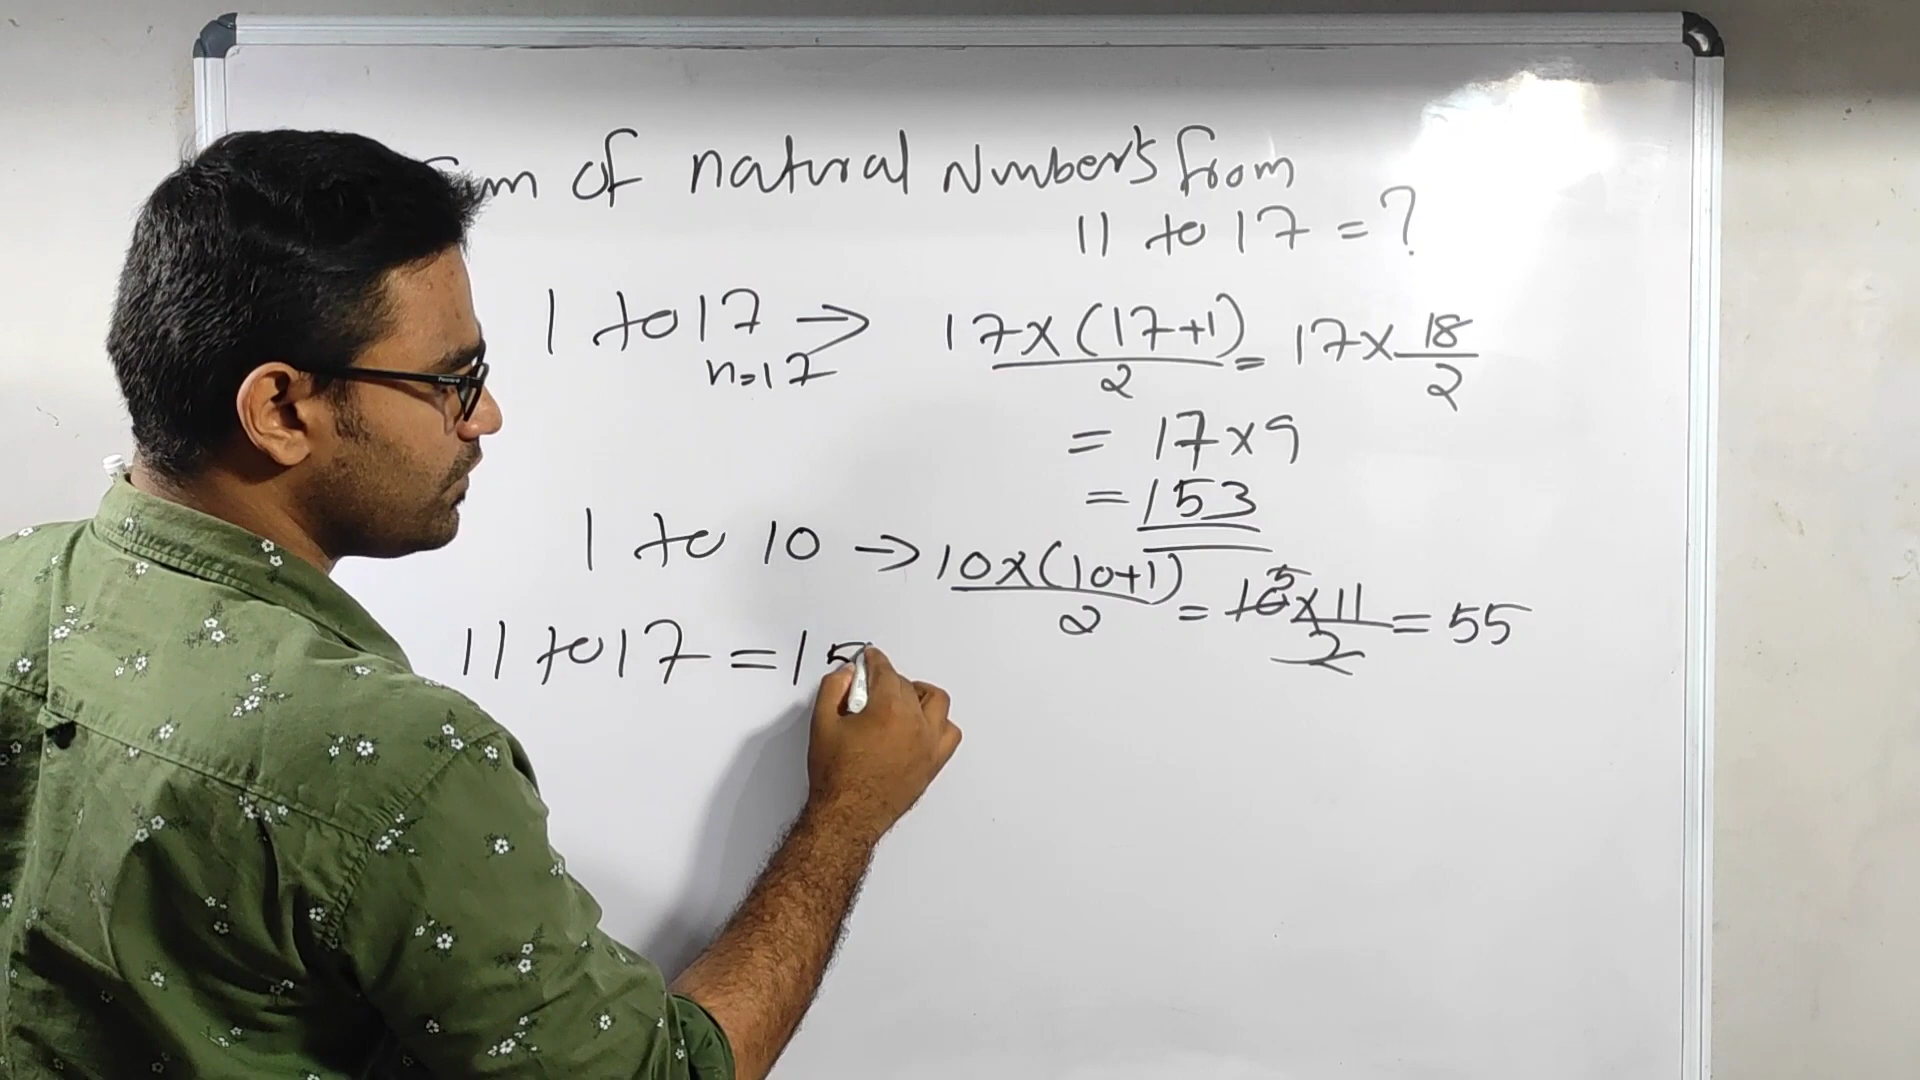 of natural Numbers from
11 to 17 = ?
1 to 17 → 17×(17+1)/2 = 17×18/2
n=17
= 17×9
= 153
1 to 10 → 10×(10+1)/2 = 10 5×11/2 = 55
11 to 17 = 15